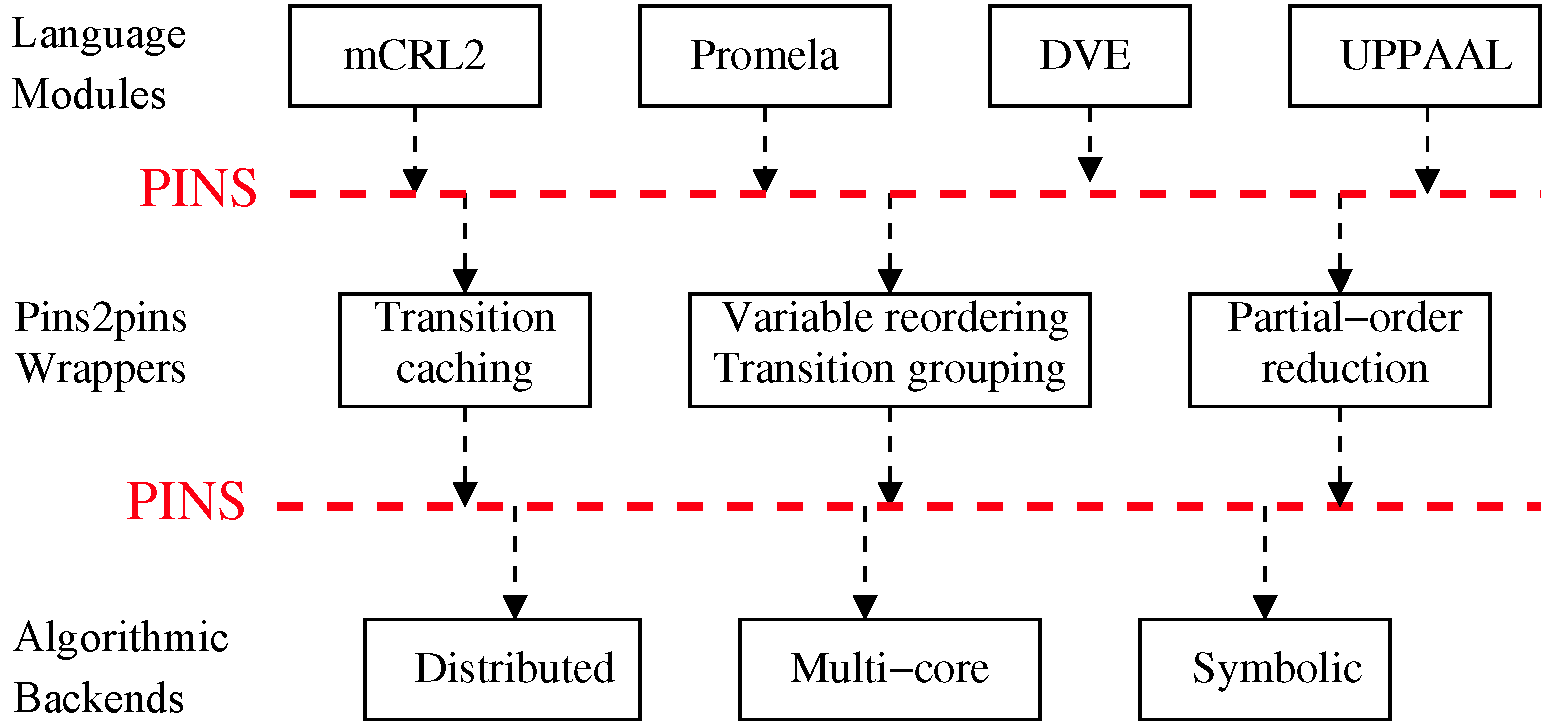 Language
Modules
mCRL2
Promela
DVE
UPPAAL
PINS
Pins2pins
Wrappers
Transition
caching
Variable reordering
Transition grouping
Partial−order
reduction
PINS
Algorithmic
Backends
Distributed
Multi−core
Symbolic